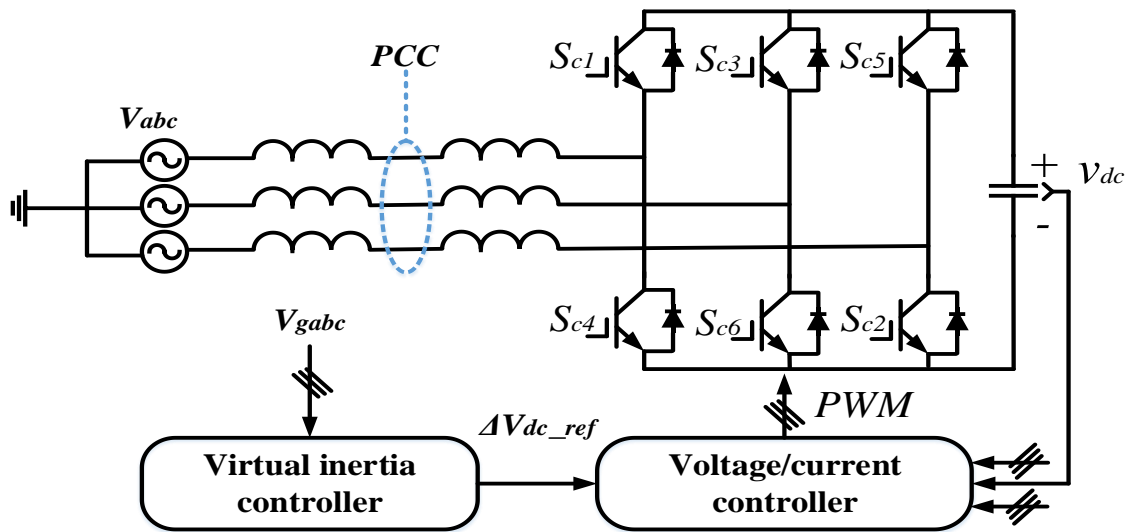 Sc1
Sc3
Sc5
PCC
Vabc
+
vdc
-
Sc4
Sc6
Sc2
Vgabc
PWM
ΔVdc_ref
Virtual inertia
controller
Voltage/current
controller